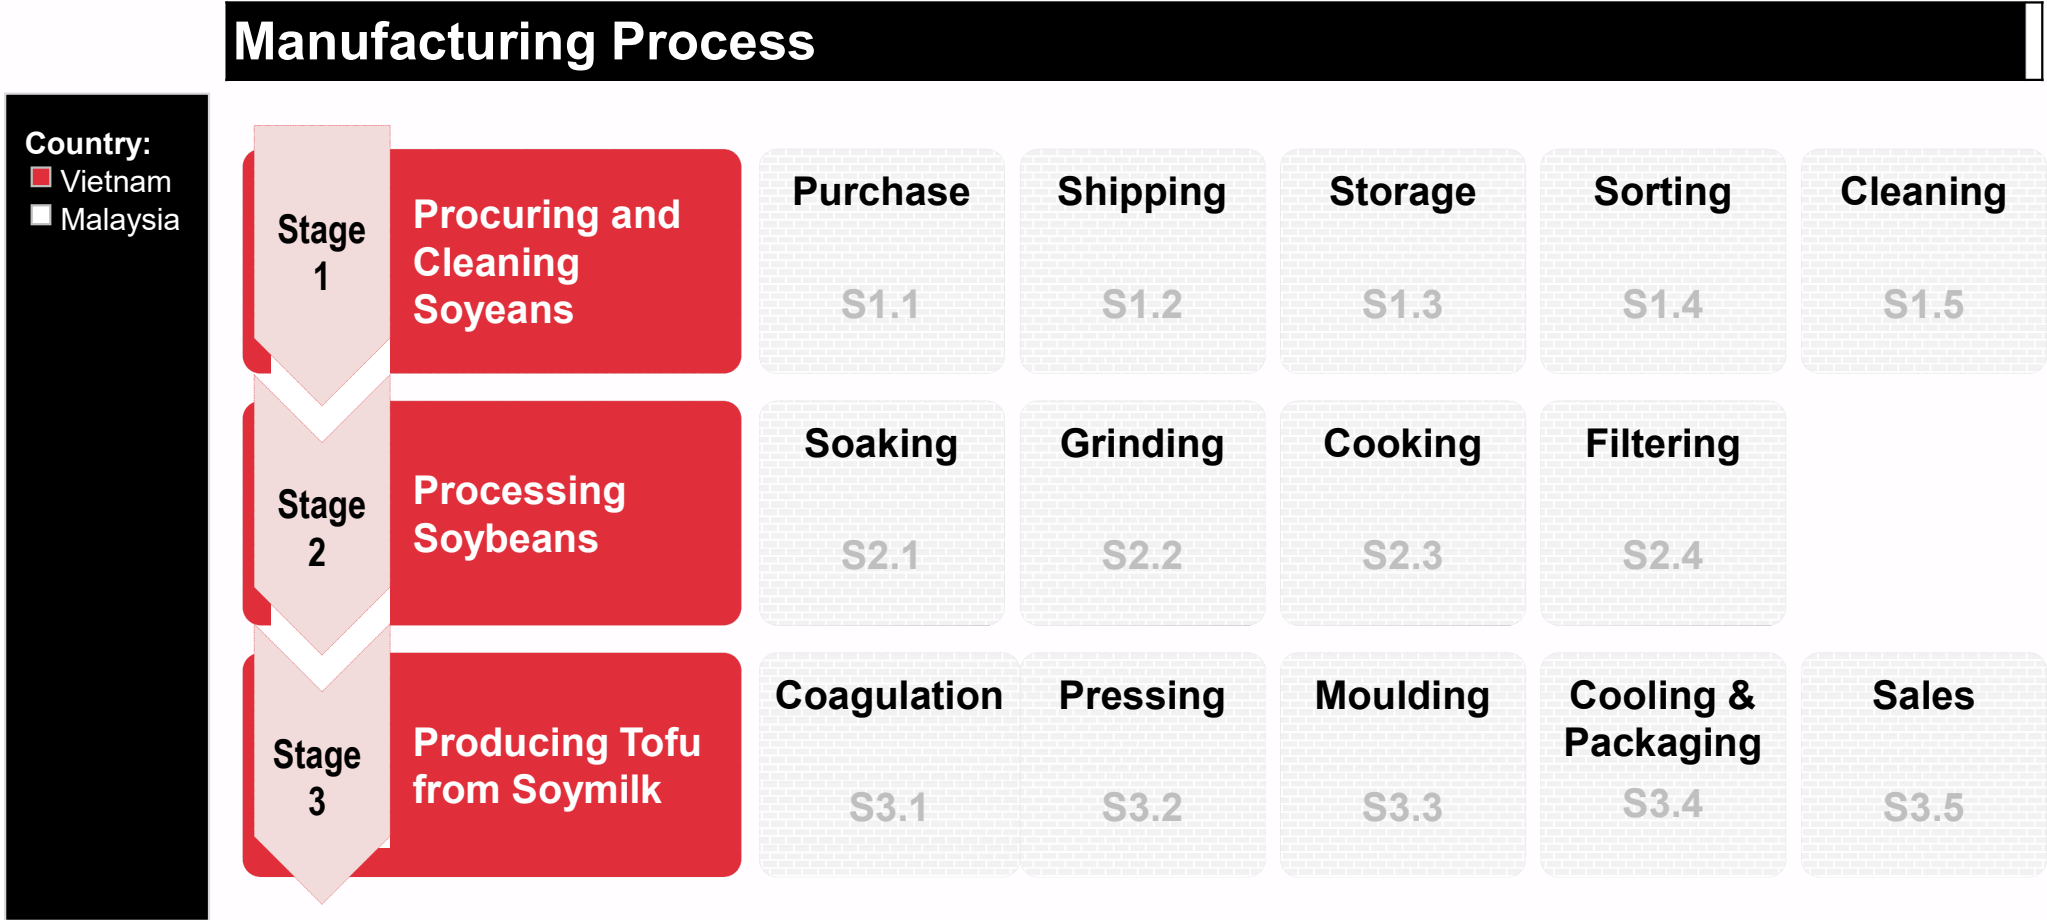 Manufacturing Process
Country:
Vietnam
Malaysia
Stage
1
Procuring and
Cleaning
Soyeans
Purchase
S1.1
Shipping
S1.2
Storage
S1.3
Sorting
S1.4
Cleaning
S1.5
Stage
2
Processing
Soybeans
Soaking
S2.1
Grinding
S2.2
Cooking
S2.3
Filtering
S2.4
Stage
3
Producing Tofu
from Soymilk
Coagulation
S3.1
Pressing
S3.2
Moulding
S3.3
Cooling &
Packaging
S3.4
Sales
S3.5